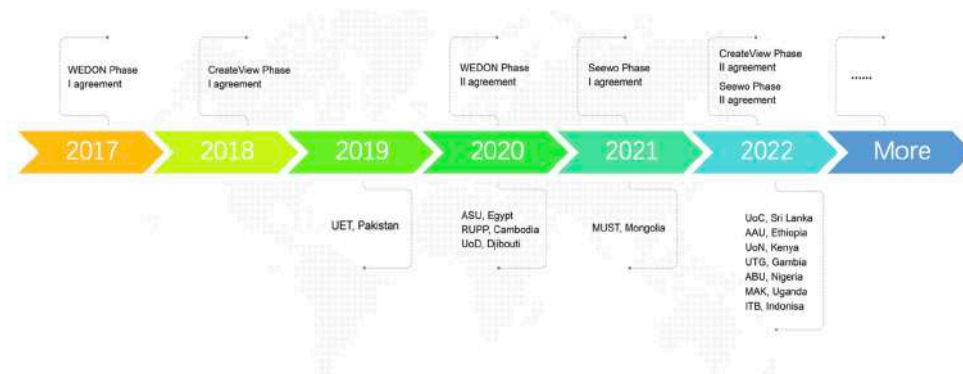 WEDON Phase
I agreement
CreateView Phase
I agreement
WEDON Phase
II agreement
Seewo Phase
I agreement
CreateView Phase
II agreement
Seewo Phase
II agreement
......
2017
2018
2019
2020
2021
2022
More
UET, Pakistan
ASU, Egypt
RUPP, Cambodia
UoD, Djibouti
MUST, Mongolia
UoC, Sri Lanka
AAU, Ethiopia
UoN, Kenya
UTG, Gambia
ABU, Nigeria
MAK, Uganda
ITB, Indonisa